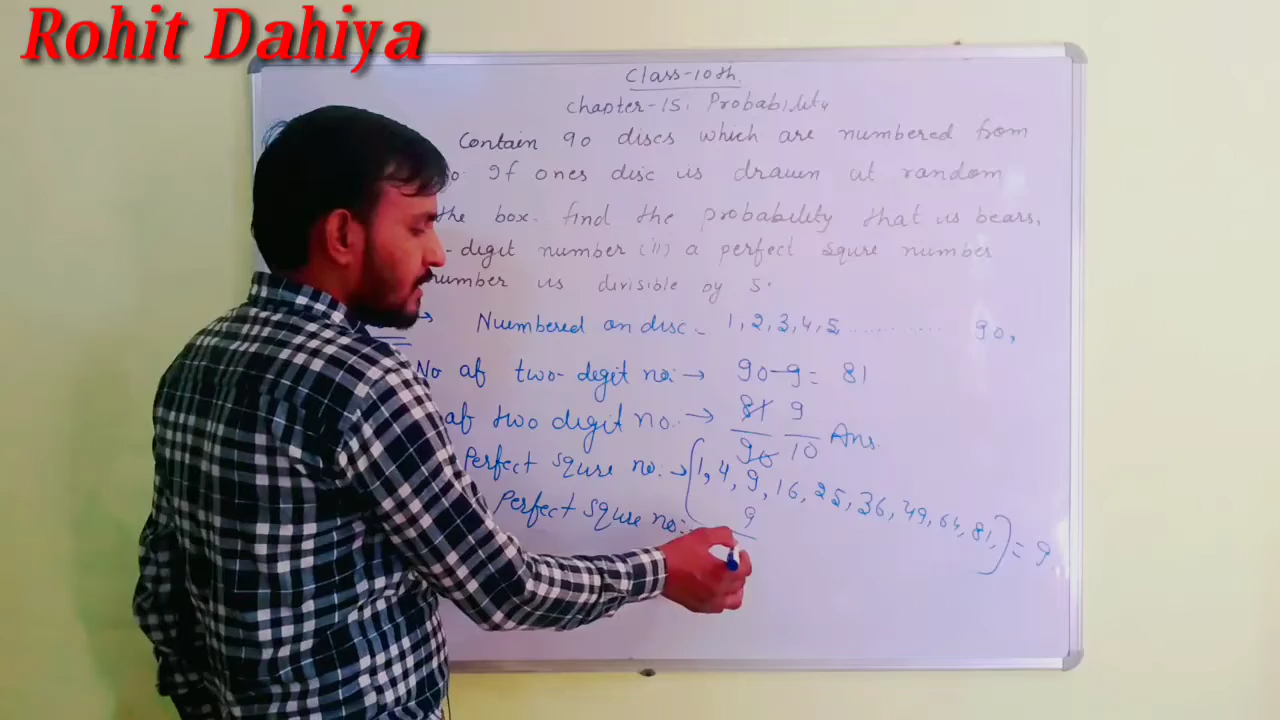 Rohit Dahiya
Class-10th.
Chapter-15: Probability
Contain 90 discs which are numbered from
If ones disc is drawn at random
the box. find the probability that is bears,
-digit number (ii) a perfect squre number
number is divisible by 5.
→ Numbered on disc - 1, 2, 3, 4, 5, ............ 90,
No of two-digit no: → 90-9 = 81
of two digit no. → 81/90 9/10 Ans.
Perfect squre no. → (1, 4, 9, 16, 25, 36, 49, 64, 81,) = 9
Perfect squre no: 9